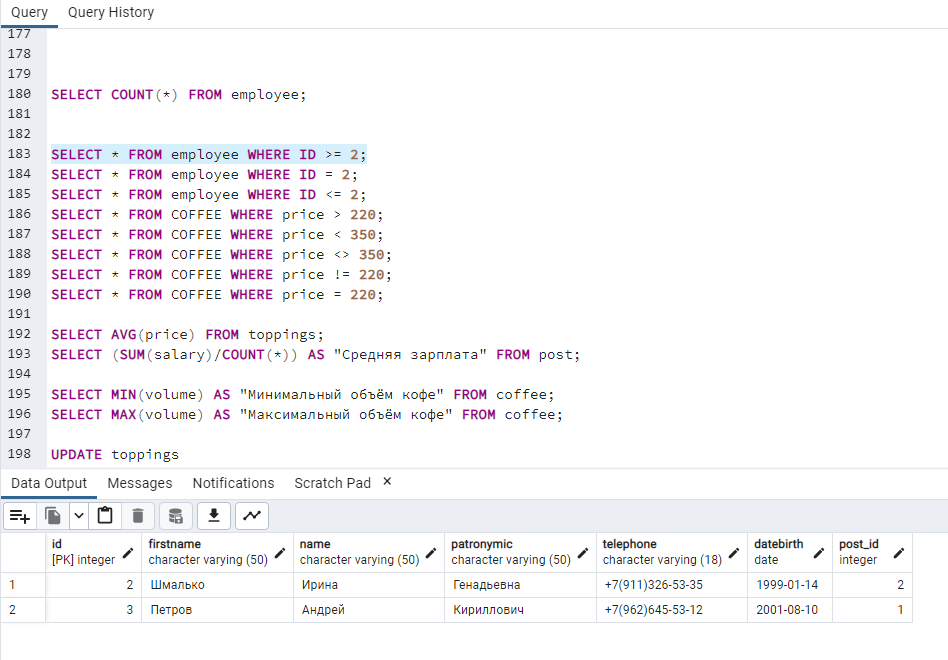 Query Query History
177
178
179
180 SELECT COUNT(*) FROM employee;
181
182
183 SELECT * FROM employee WHERE ID >= 2;
184 SELECT * FROM employee WHERE ID = 2;
185 SELECT * FROM employee WHERE ID <= 2;
186 SELECT * FROM COFFEE WHERE price > 220;
187 SELECT * FROM COFFEE WHERE price < 350;
188 SELECT * FROM COFFEE WHERE price <> 350;
189 SELECT * FROM COFFEE WHERE price != 220;
190 SELECT * FROM COFFEE WHERE price = 220;
191
192 SELECT AVG(price) FROM toppings;
193 SELECT (SUM(salary)/COUNT(*)) AS "Средняя зарплата" FROM post;
194
195 SELECT MIN(volume) AS "Минимальный объём кофе" FROM coffee;
196 SELECT MAX(volume) AS "Максимальный объём кофе" FROM coffee;
197
198 UPDATE toppings
Data Output Messages Notifications Scratch Pad ×
id firstname name patronymic telephone datebirth post_id
[PK] integer character varying (50) character varying (50) character varying (50) character varying (18) date integer
1 2 Шмалько Ирина Генадьевна +7(911)326-53-35 1999-01-14 2
2 3 Петров Андрей Кириллович +7(962)645-53-12 2001-08-10 1